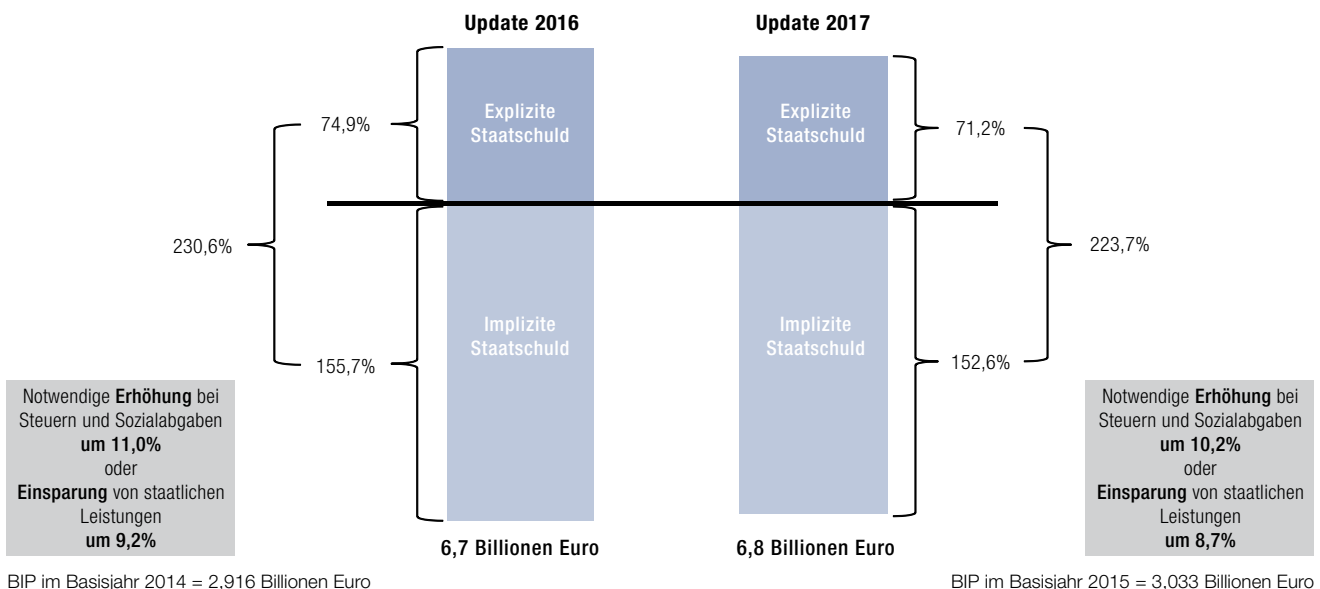 Update 2016
Update 2017
Explizite
Staatschuld
Explizite
Staatschuld
74,9%
71,2%
230,6%
223,7%
Implizite
Staatschuld
Implizite
Staatschuld
155,7%
152,6%
Notwendige Erhöhung bei
Steuern und Sozialabgaben
um 11,0%
oder
Einsparung von staatlichen
Leistungen
um 9,2%
Notwendige Erhöhung bei
Steuern und Sozialabgaben
um 10,2%
oder
Einsparung von staatlichen
Leistungen
um 8,7%
6,7 Billionen Euro
6,8 Billionen Euro
BIP im Basisjahr 2014 = 2,916 Billionen Euro
BIP im Basisjahr 2015 = 3,033 Billionen Euro